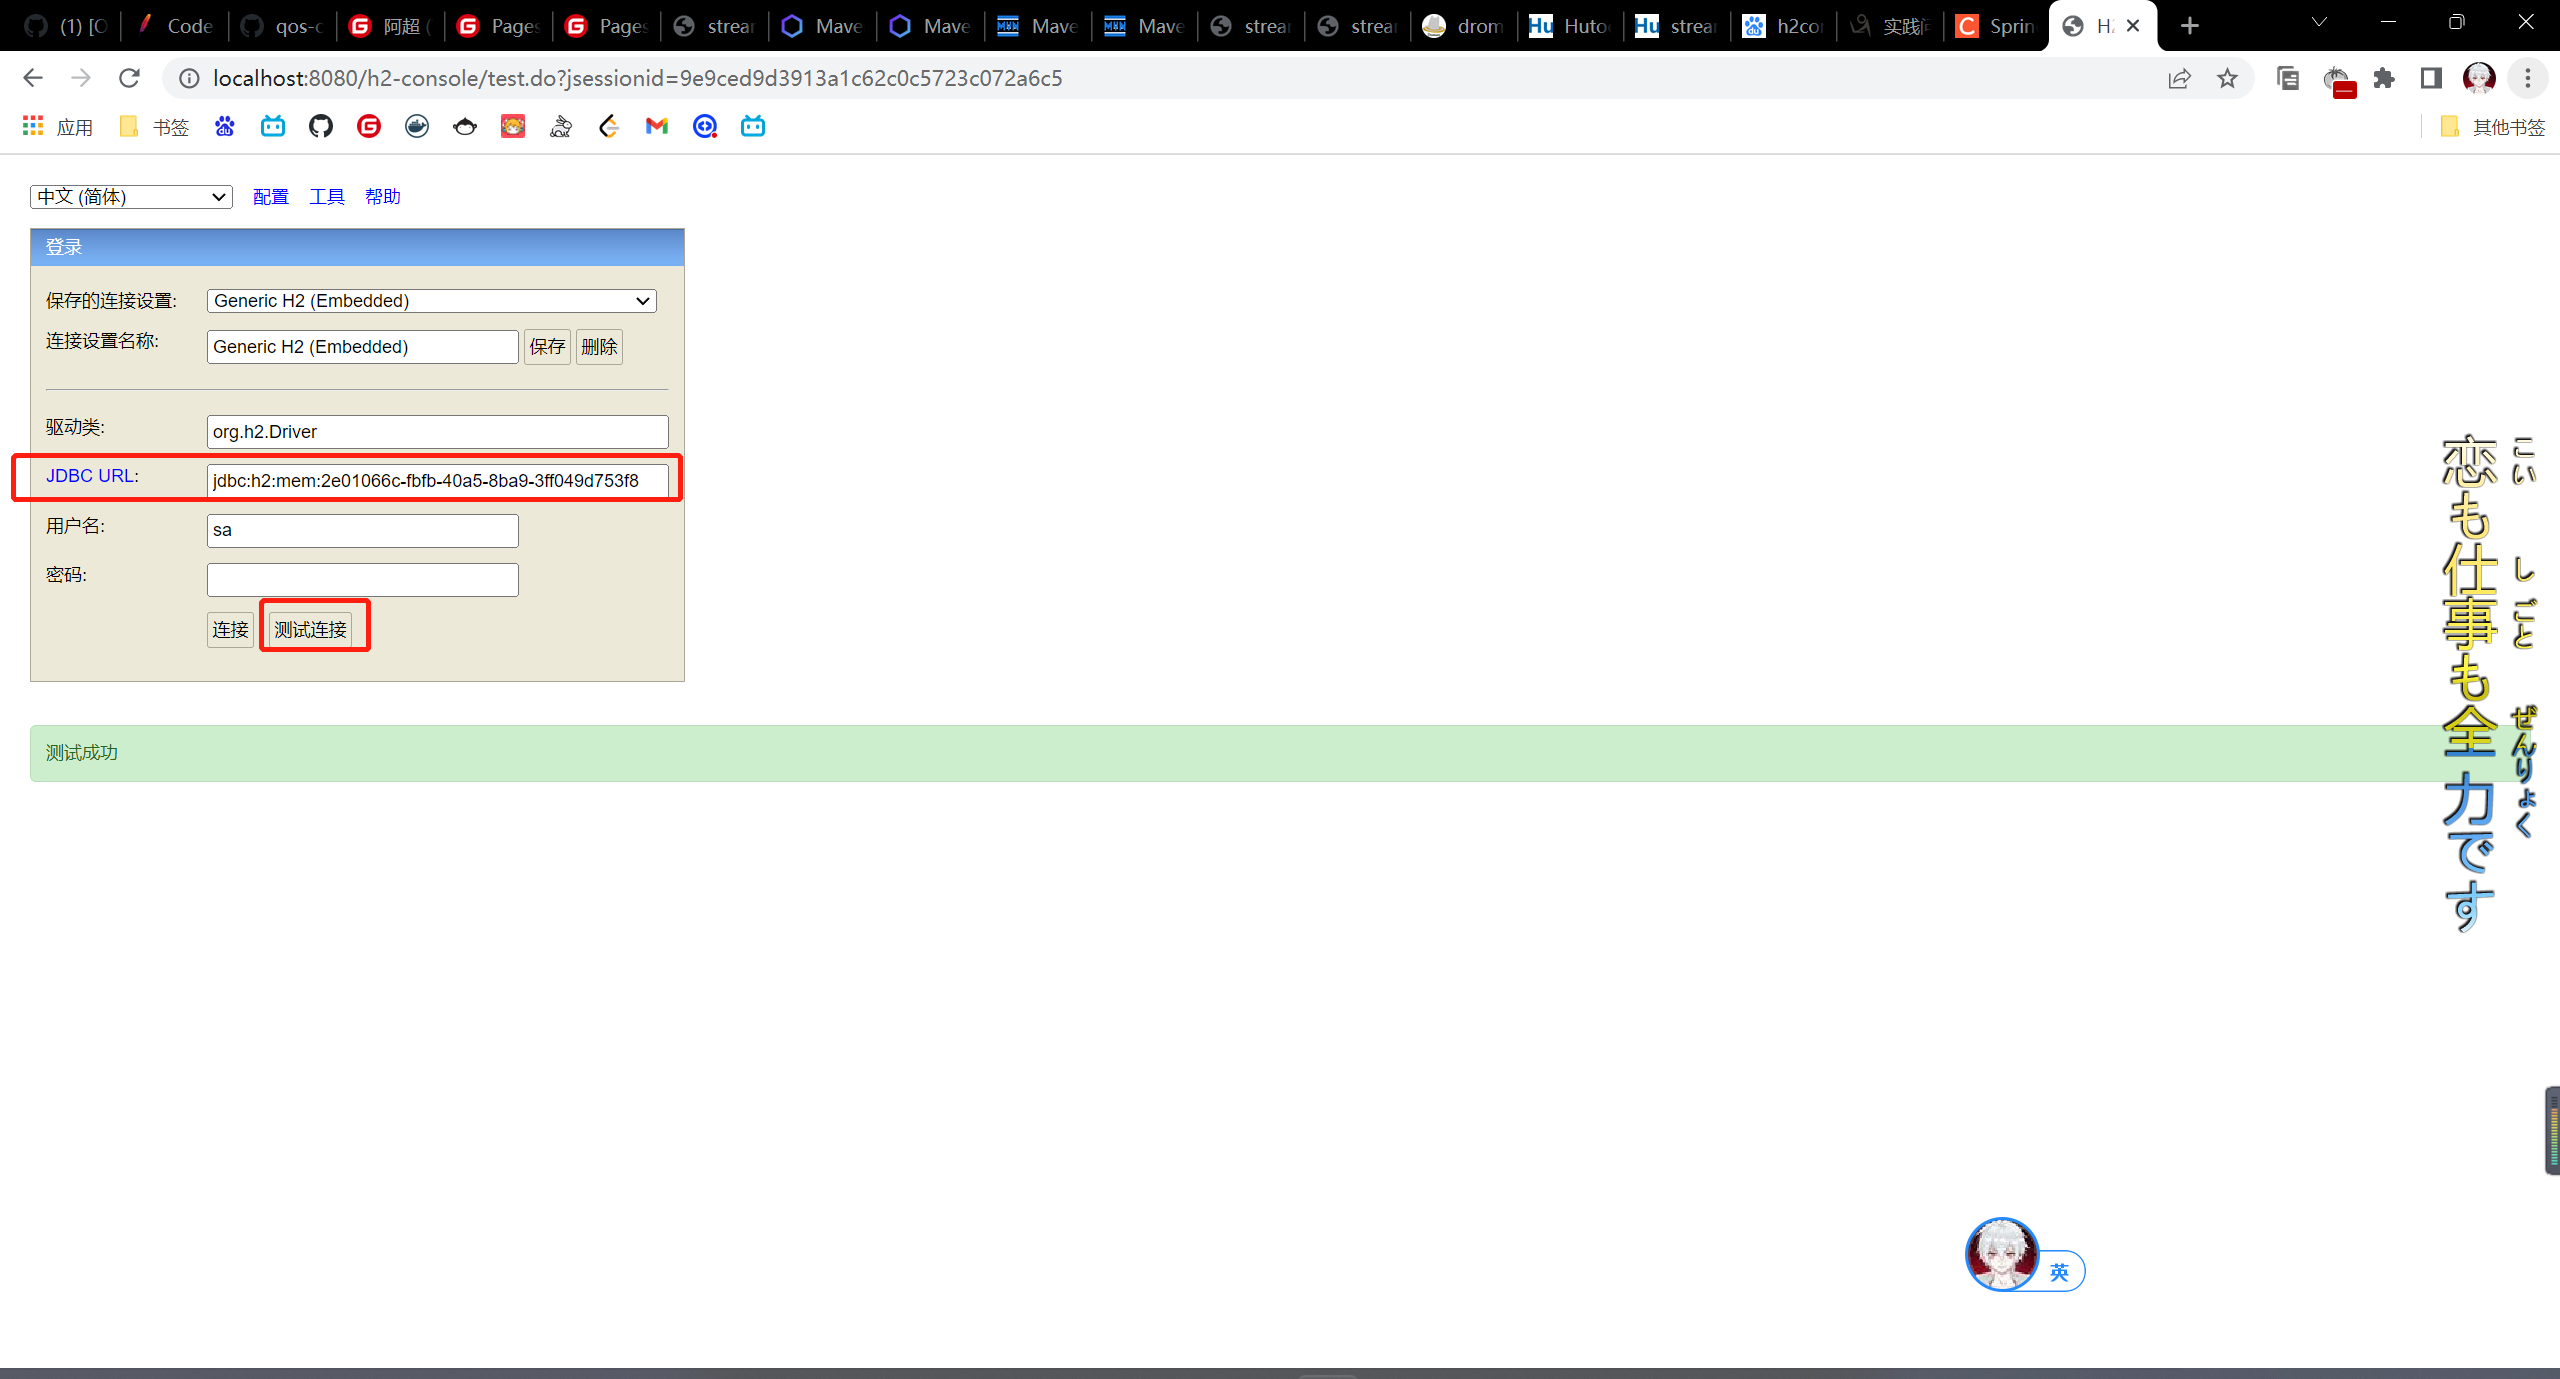 (1) [O
Code
qos-c
阿超 (
Pages
Pages
strear
Mave
Mave
Mave
Mave
strear
strear
drom
Huto
strear
h2cor
实践
Sprin
H2
localhost:8080/h2-console/test.do?jsessionid=9e9ced9d3913a1c62c0c5723c072a6c5
应用
书签
其他书签
中文 (简体) 配置 工具 帮助
登录
保存的连接设置: Generic H2 (Embedded)
连接设置名称: Generic H2 (Embedded) 保存 删除
驱动类: org.h2.Driver
JDBC URL: jdbc:h2:mem:2e01066c-fbfb-40a5-8ba9-3ff049d753f8
用户名: sa
密码:
连接 测试连接
测试成功
恋も仕事も全力です
こい しごと ぜんりょく
英